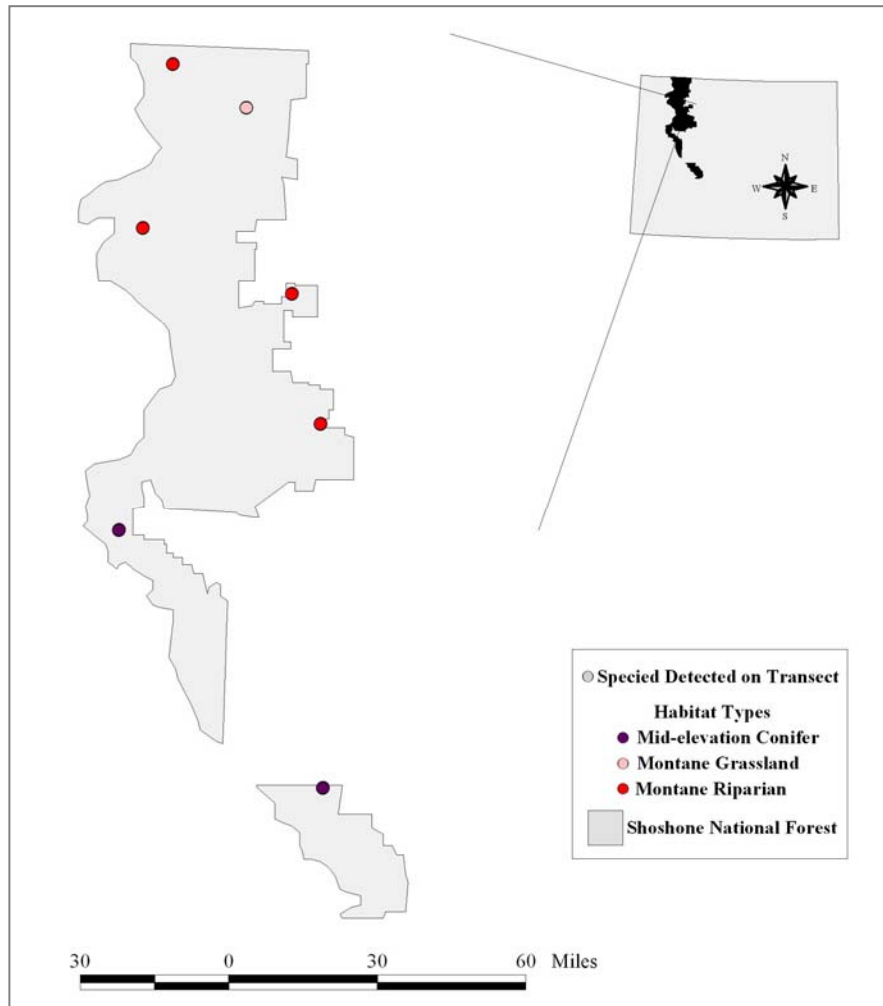 N
W E
S
Specied Detected on Transect
Habitat Types
Mid-elevation Conifer
Montane Grassland
Montane Riparian
Shoshone National Forest
30 0 30 60 Miles